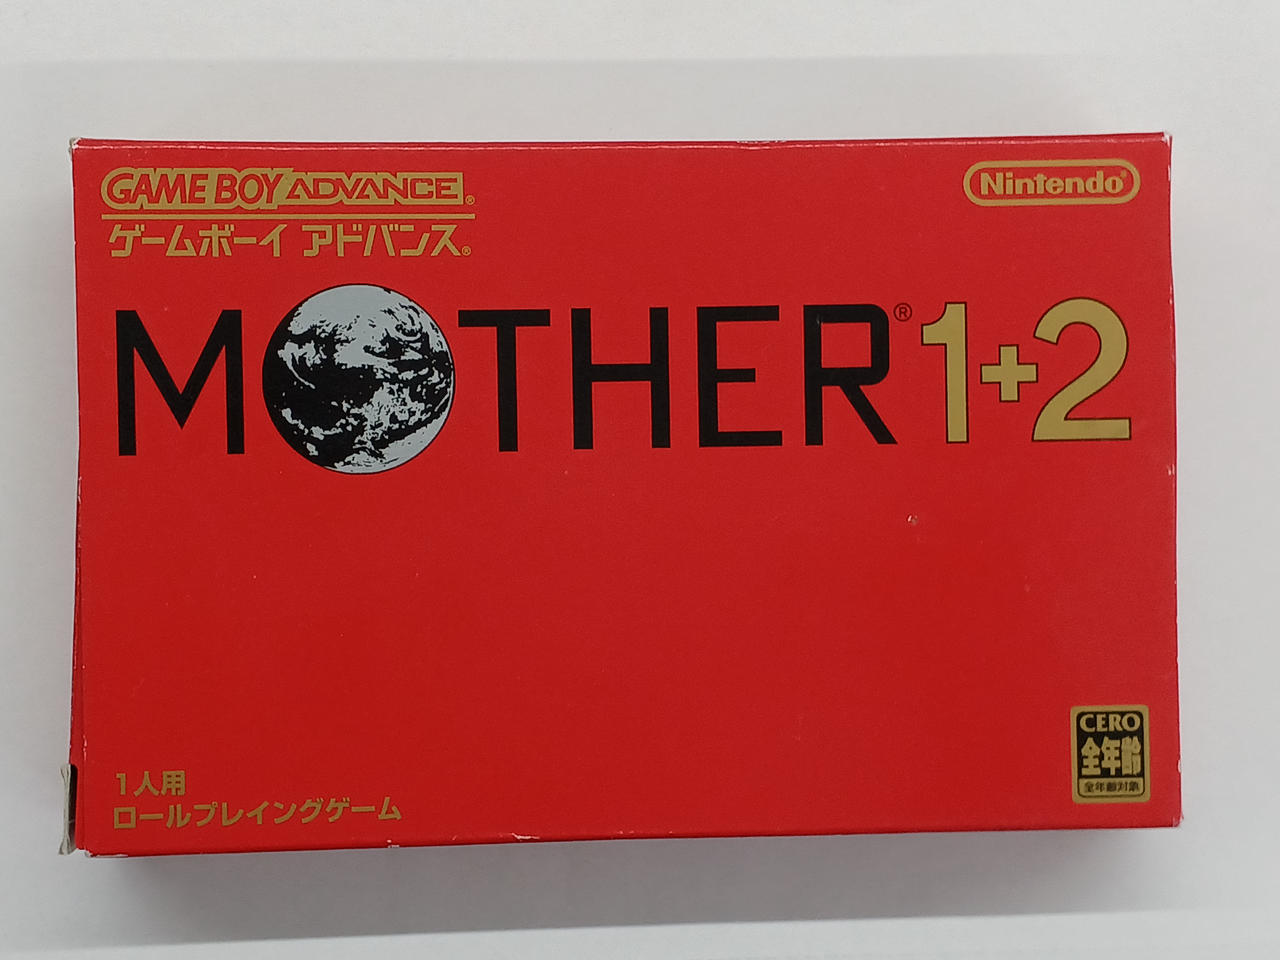 GAME BOY ADVANCE®
ゲームボーイ アドバンス®
Nintendo®
MOTHER® 1+2
1人用
ロールプレイングゲーム
CERO
全年齢
全年齢対象